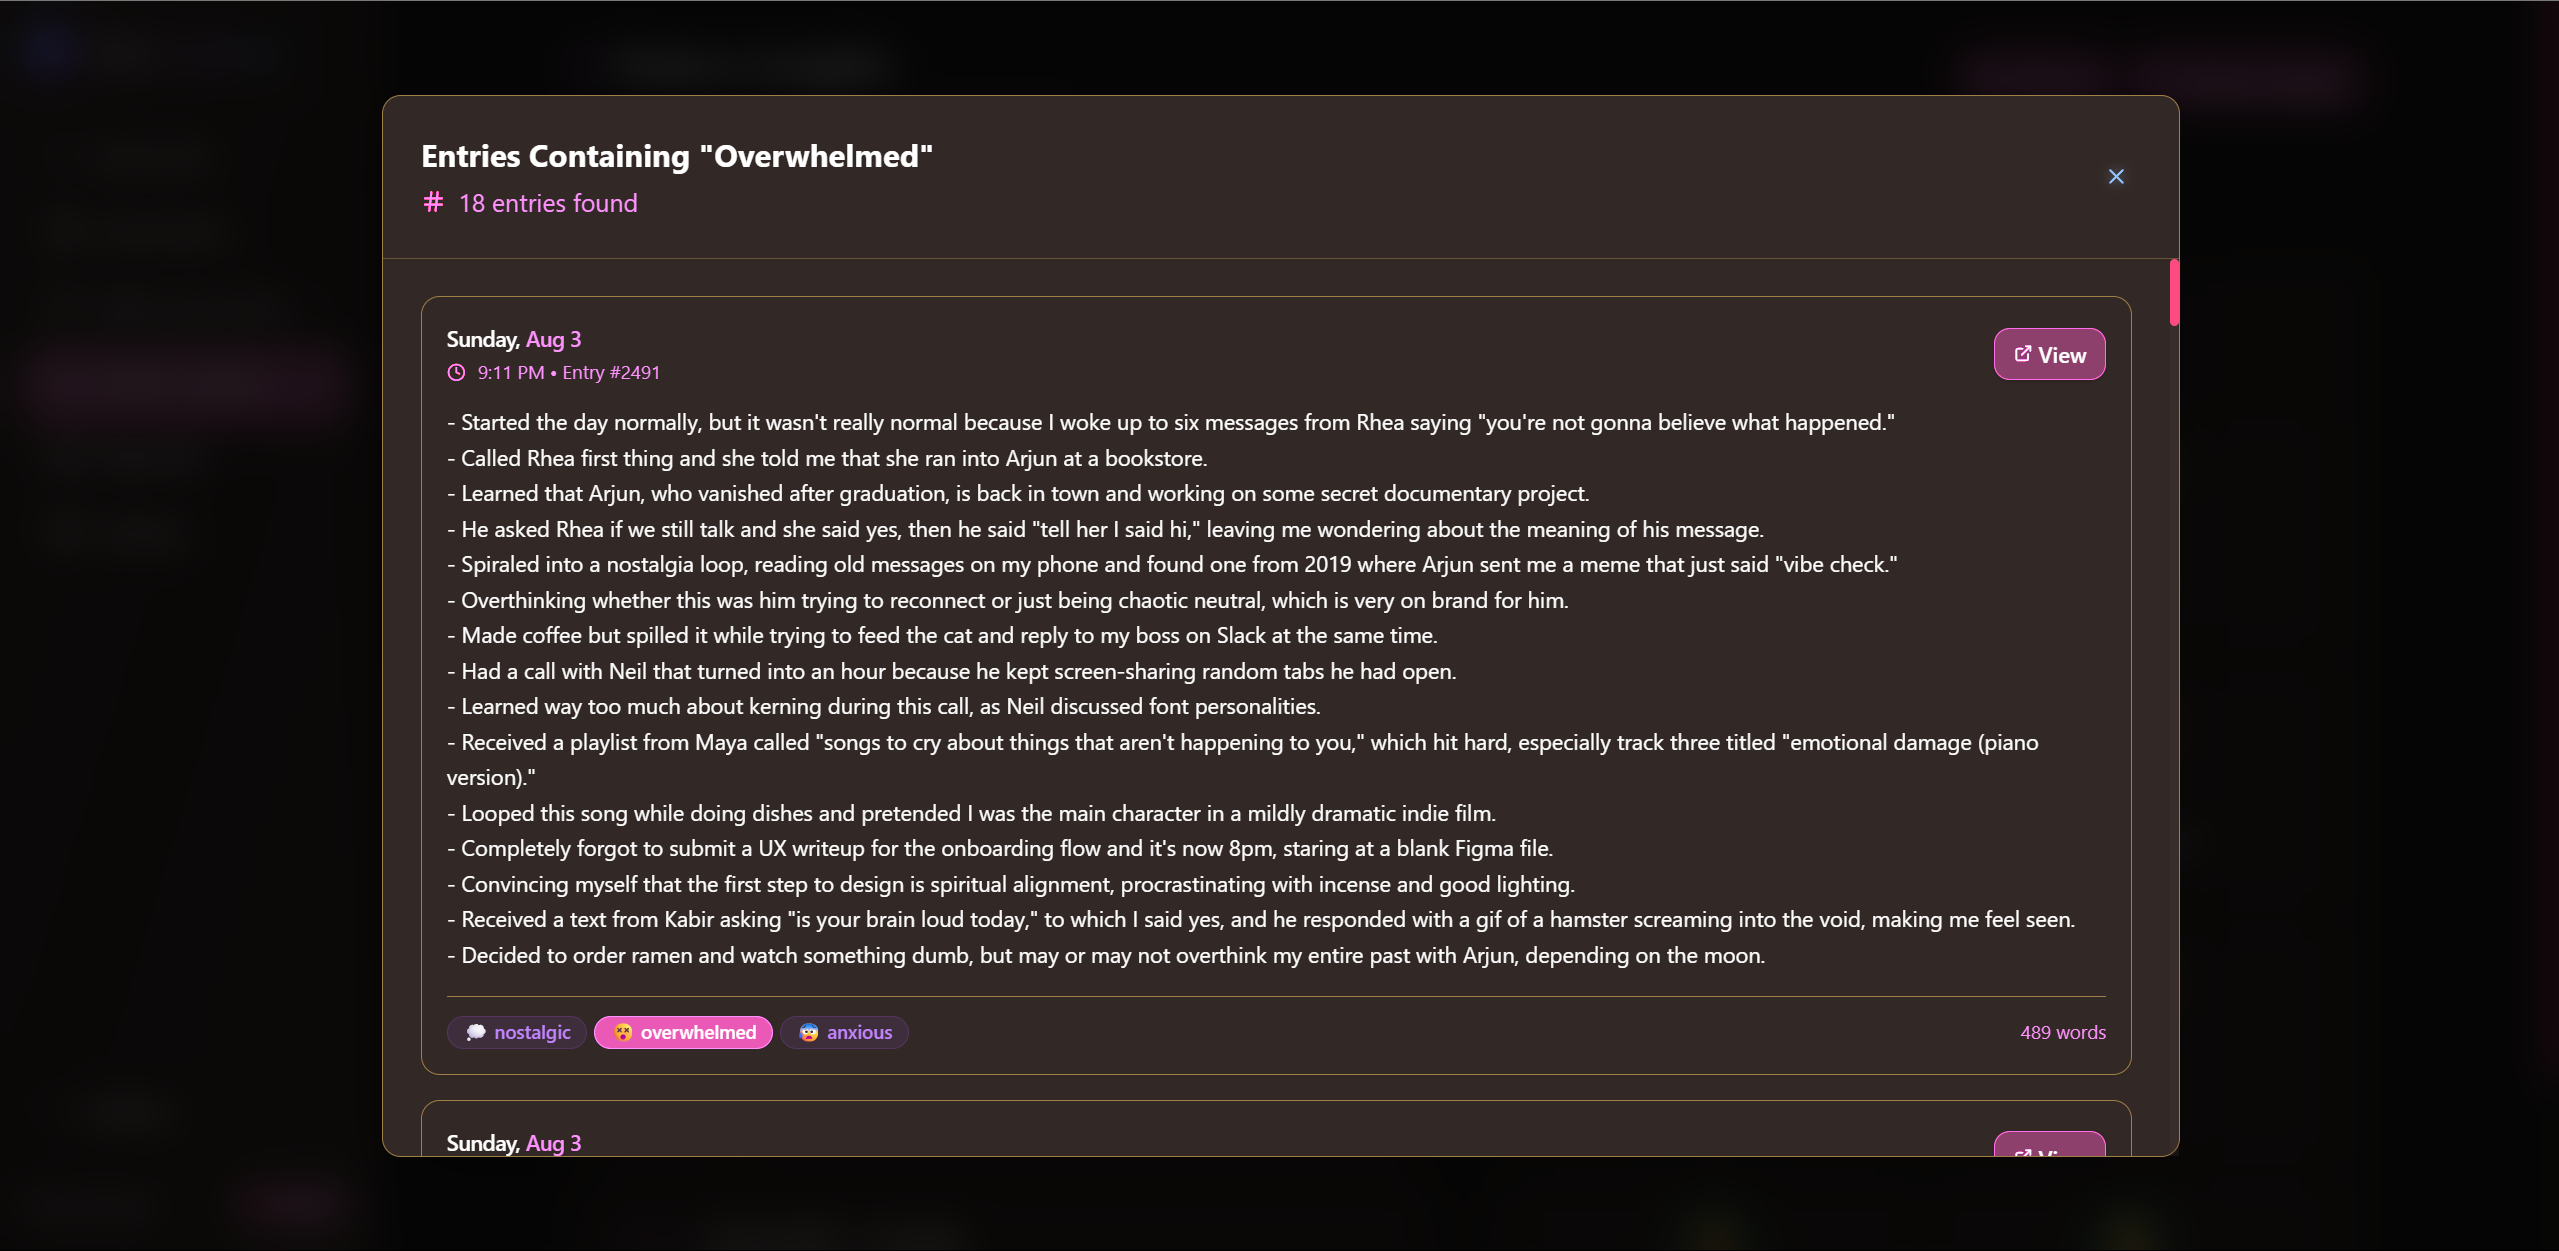 Entries Containing "Overwhelmed"
# 18 entries found
Sunday, Aug 3
View
9:11 PM • Entry #2491
- Started the day normally, but it wasn't really normal because I woke up to six messages from Rhea saying "you're not gonna believe what happened."
- Called Rhea first thing and she told me that she ran into Arjun at a bookstore.
- Learned that Arjun, who vanished after graduation, is back in town and working on some secret documentary project.
- He asked Rhea if we still talk and she said yes, then he said "tell her I said hi," leaving me wondering about the meaning of his message.
- Spiraled into a nostalgia loop, reading old messages on my phone and found one from 2019 where Arjun sent me a meme that just said "vibe check."
- Overthinking whether this was him trying to reconnect or just being chaotic neutral, which is very on brand for him.
- Made coffee but spilled it while trying to feed the cat and reply to my boss on Slack at the same time.
- Had a call with Neil that turned into an hour because he kept screen-sharing random tabs he had open.
- Learned way too much about kerning during this call, as Neil discussed font personalities.
- Received a playlist from Maya called "songs to cry about things that aren't happening to you," which hit hard, especially track three titled "emotional damage (piano
version)."
- Looped this song while doing dishes and pretended I was the main character in a mildly dramatic indie film.
- Completely forgot to submit a UX writeup for the onboarding flow and it's now 8pm, staring at a blank Figma file.
- Convincing myself that the first step to design is spiritual alignment, procrastinating with incense and good lighting.
- Received a text from Kabir asking "is your brain loud today," to which I said yes, and he responded with a gif of a hamster screaming into the void, making me feel seen.
- Decided to order ramen and watch something dumb, but may or may not overthink my entire past with Arjun, depending on the moon.
nostalgic overwhelmed anxious 489 words
Sunday, Aug 3